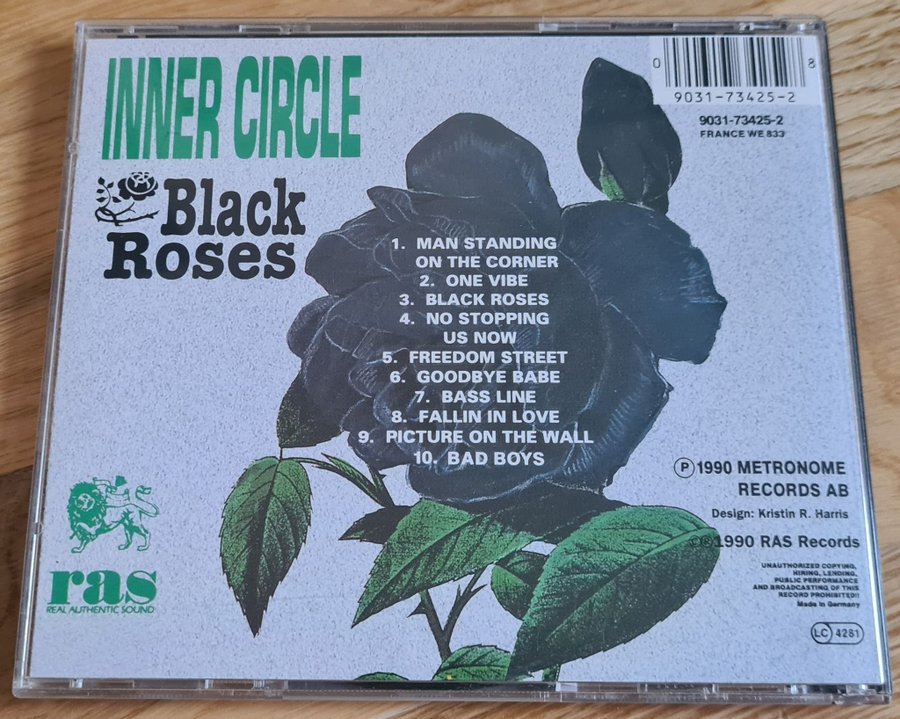 INNER CIRCLE
Black
Roses
0 8
9031-73425-2
9031-73425-2
FRANCE WE 833
1. MAN STANDING
ON THE CORNER
2. ONE VIBE
3. BLACK ROSES
4. NO STOPPING
US NOW
5. FREEDOM STREET
6. GOODBYE BABE
7. BASS LINE
8. FALLIN IN LOVE
9. PICTURE ON THE WALL
10. BAD BOYS
ras
REAL AUTHENTIC SOUND
℗1990 METRONOME
RECORDS AB
Design: Kristin R. Harris
©℗1990 RAS Records
UNAUTHORIZED COPYING,
HIRING, LENDING,
PUBLIC PERFORMANCE
AND BROADCASTING OF THIS
RECORD PROHIBITED!!
Made in Germany
LC 4281